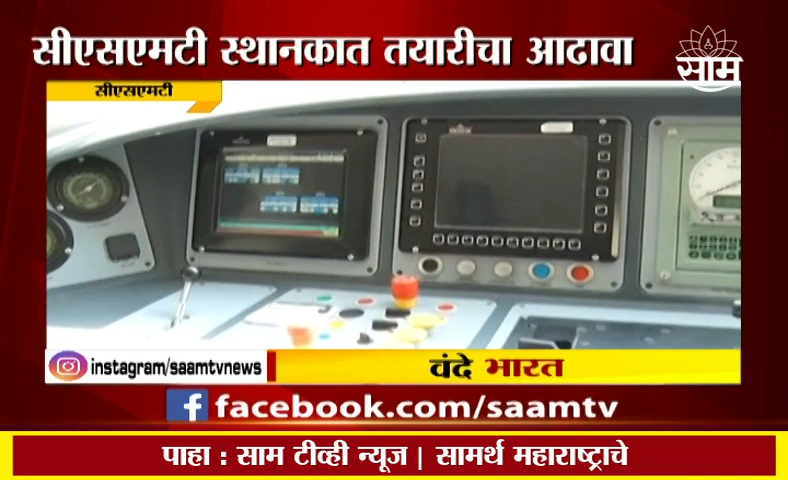 सीएसएमटी स्थानकात तयारीचा आढावा
साम
सीएसएमटी
instagram/saamtvnews
वंदे भारत
facebook.com/saamtv
पाहा : साम टीव्ही न्यूज | सामर्थ महाराष्ट्राचे